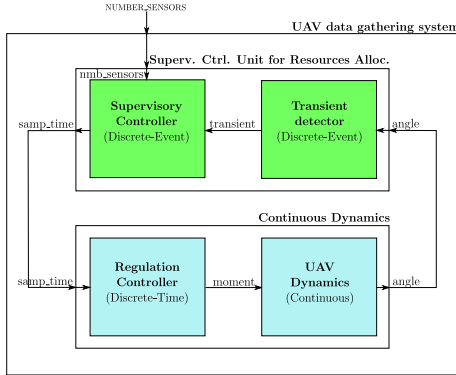 NUMBER_SENSORS
UAV data gathering system
Superv. Ctrl. Unit for Resources Alloc.
nmb_sensors
Supervisory
Controller
(Discrete-Event)
Transient
detector
(Discrete-Event)
samp_time
transient
angle
Continuous Dynamics
Regulation
Controller
(Discrete-Time)
UAV
Dynamics
(Continuous)
samp_time
moment
angle